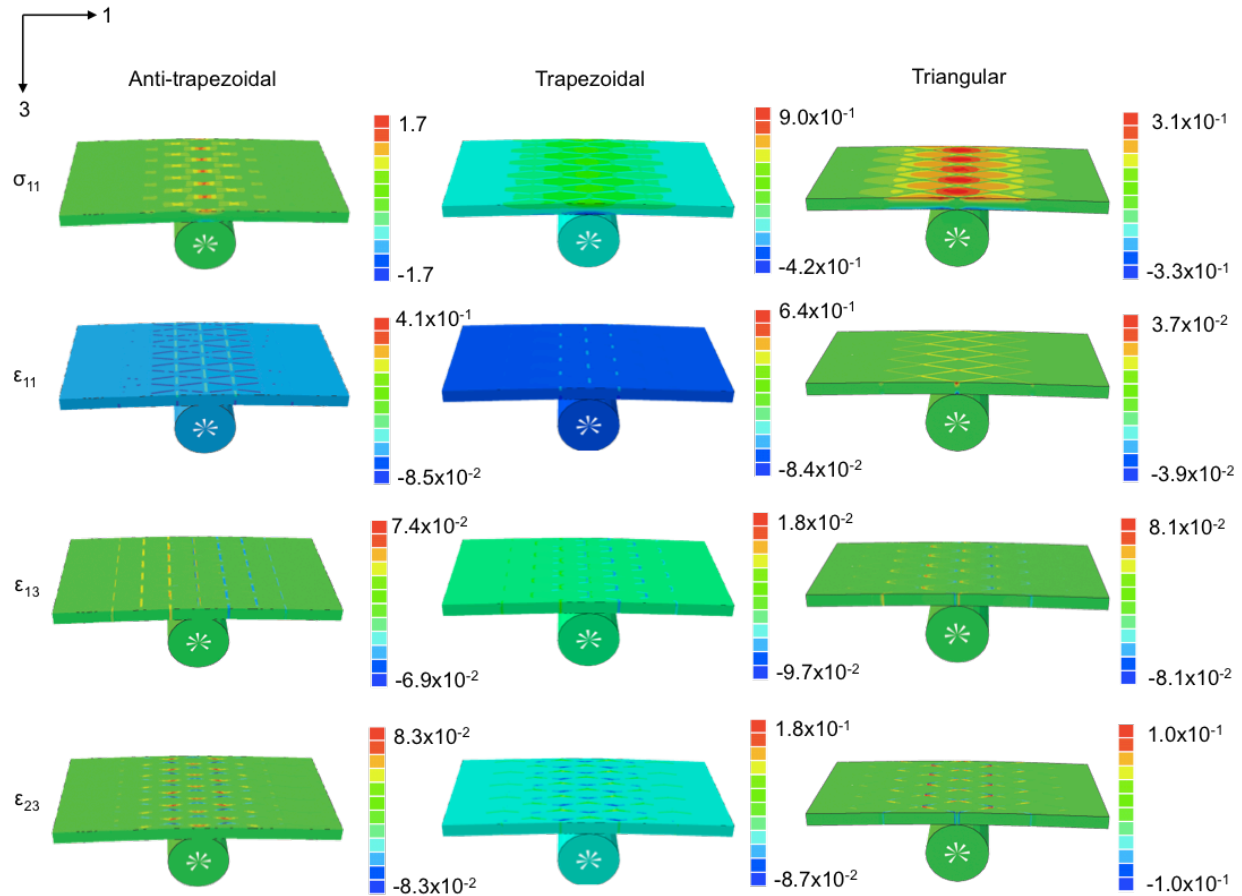 1
3
Anti-trapezoidal Trapezoidal Triangular
σ₁₁
1.7 9.0x10⁻¹ 3.1x10⁻¹
-1.7 -4.2x10⁻¹ -3.3x10⁻¹
ε₁₁
4.1x10⁻¹ 6.4x10⁻¹ 3.7x10⁻²
-8.5x10⁻² -8.4x10⁻² -3.9x10⁻²
ε₁₃
7.4x10⁻² 1.8x10⁻² 8.1x10⁻²
-6.9x10⁻² -9.7x10⁻² -8.1x10⁻²
ε₂₃
8.3x10⁻² 1.8x10⁻¹ 1.0x10⁻¹
-8.3x10⁻² -8.7x10⁻² -1.0x10⁻¹